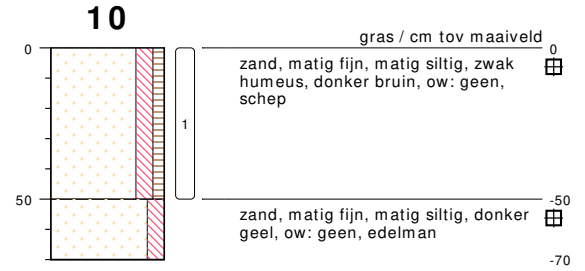 10
gras / cm tov maaiveld
0
0
zand, matig fijn, matig siltig, zwak
humeus, donker bruin, ow: geen,
schep
1
50
-50
zand, matig fijn, matig siltig, donker
geel, ow: geen, edelman
-70